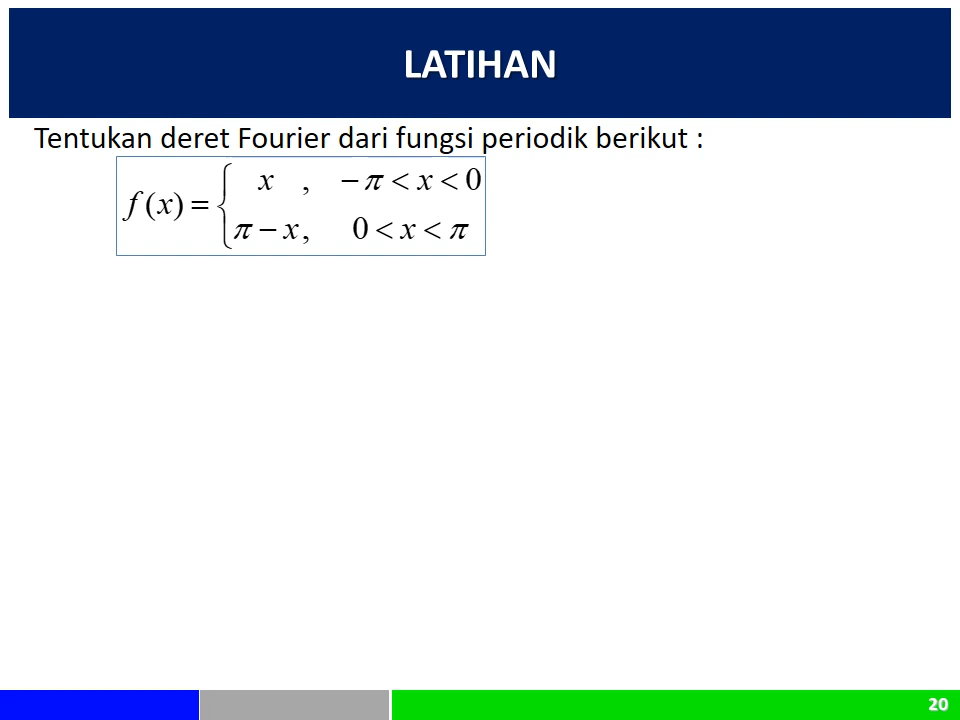 LATIHAN
Tentukan deret Fourier dari fungsi periodik berikut :
f(x) = { x , −π < x < 0
π − x, 0 < x < π
20